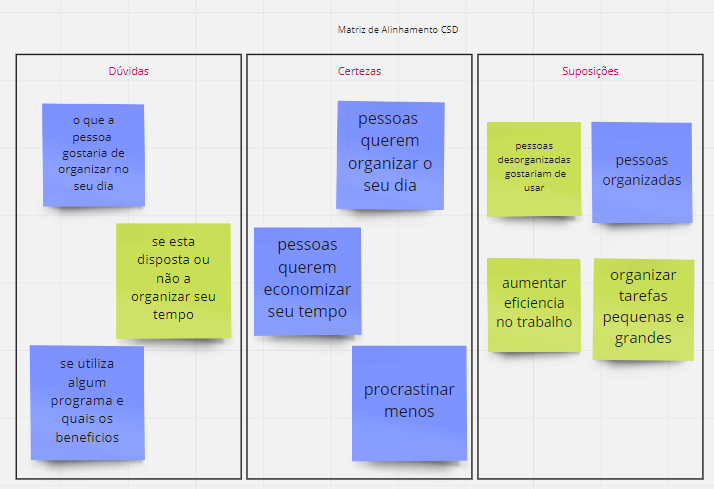 Matriz de Alinhamento CSD
Dúvidas
o que a
pessoa
gostaria de
organizar no
seu dia
se esta
disposta ou
não a
organizar seu
tempo
se utiliza
algum
programa e
quais os
beneficios
Certezas
pessoas
querem
organizar o
seu dia
pessoas
querem
economizar
seu tempo
procrastinar
menos
Suposições
pessoas
desorganizadas
gostariam de
usar
pessoas
organizadas
aumentar
eficiencia
no trabalho
organizar
tarefas
pequenas e
grandes